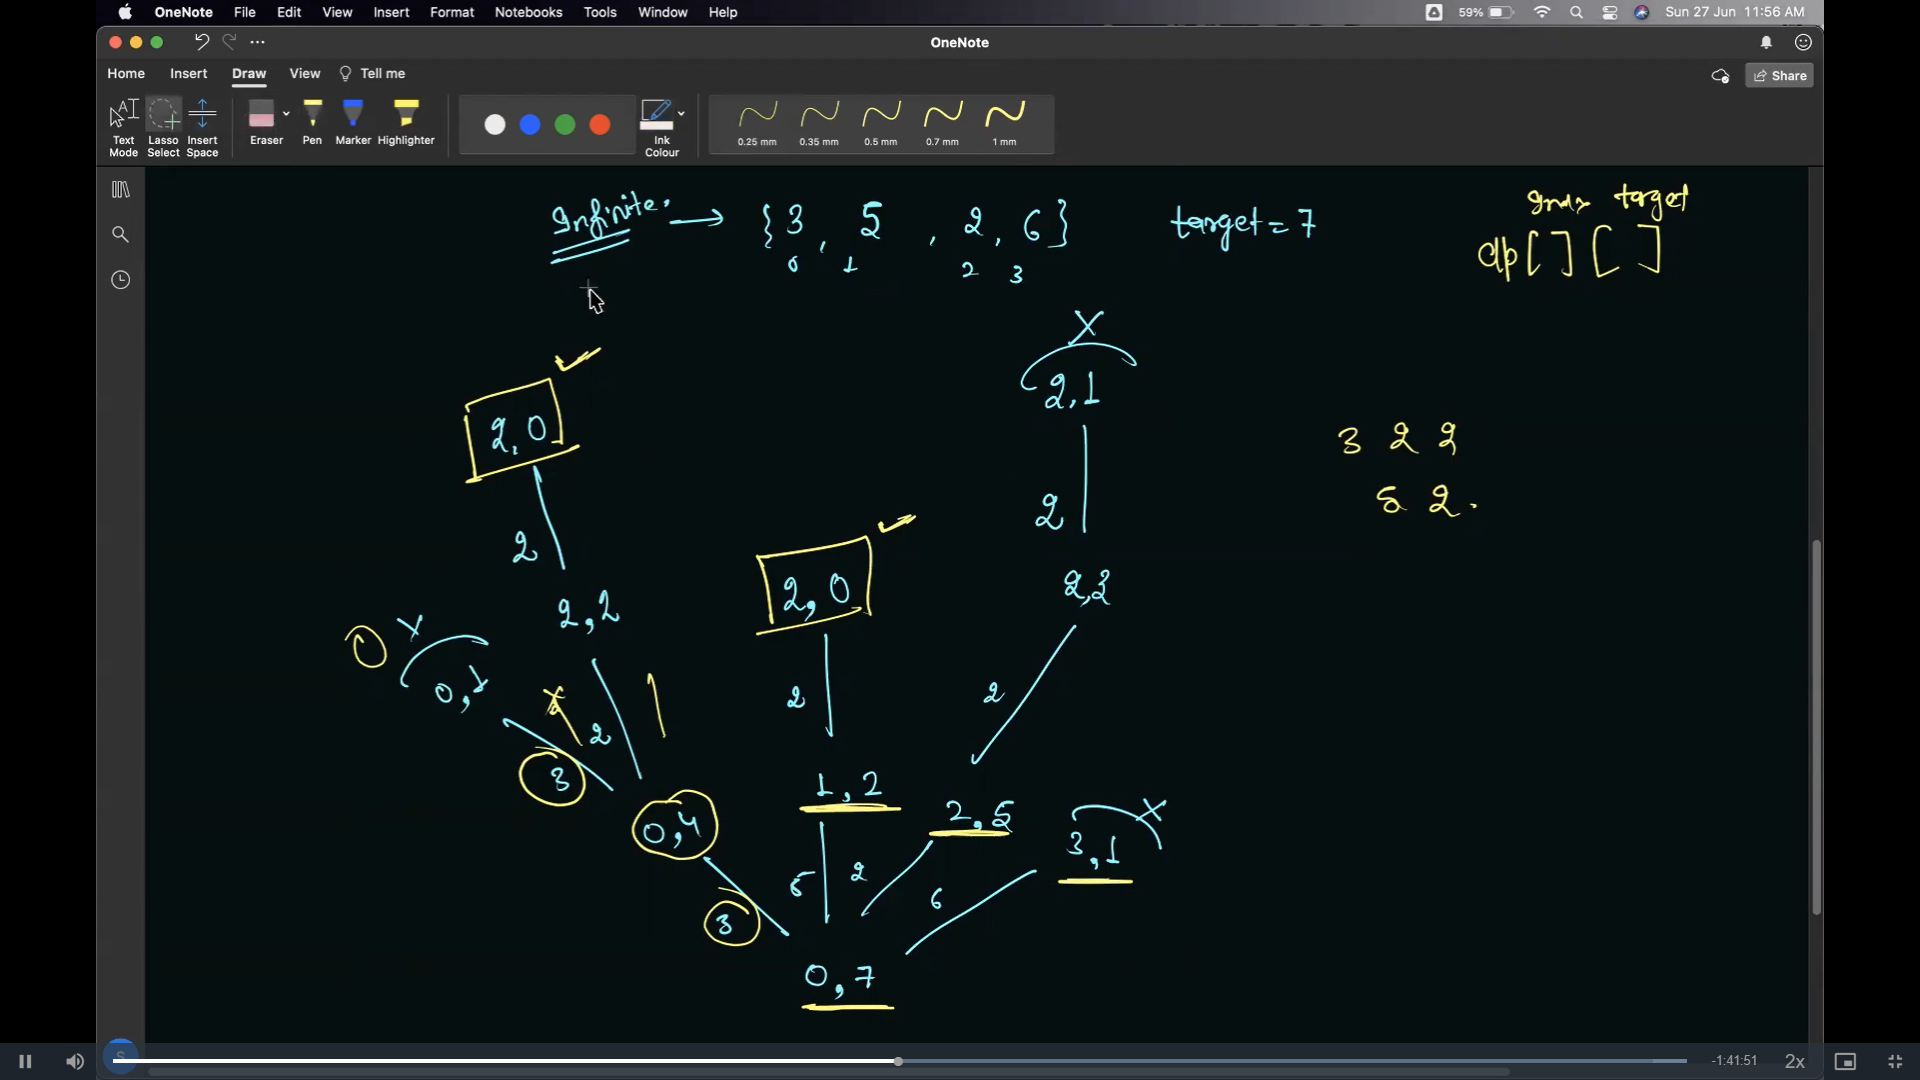 OneNote File Edit View Insert Format Notebooks Tools Window Help 59% Sun 27 Jun 11:56 AM
OneNote
Home Insert Draw View Tell me Share
Text Mode
Lasso Select
Insert Space
Eraser
Pen
Marker
Highlighter
Ink Colour
0.25 mm 0.35 mm 0.5 mm 0.7 mm 1 mm
Infinite. → {3, 5, 2, 6} target = 7
0 1 2 3
target
dp[ ][ ]
X
2,1
2,0
3 2 2
5 2.
2
2
2,0
2,2
2,3
X
0,1
X
2
2
2
3
1,2
2,5
X
3,1
0,4
5
2
6
3
0,7
S
-1:41:51 2x